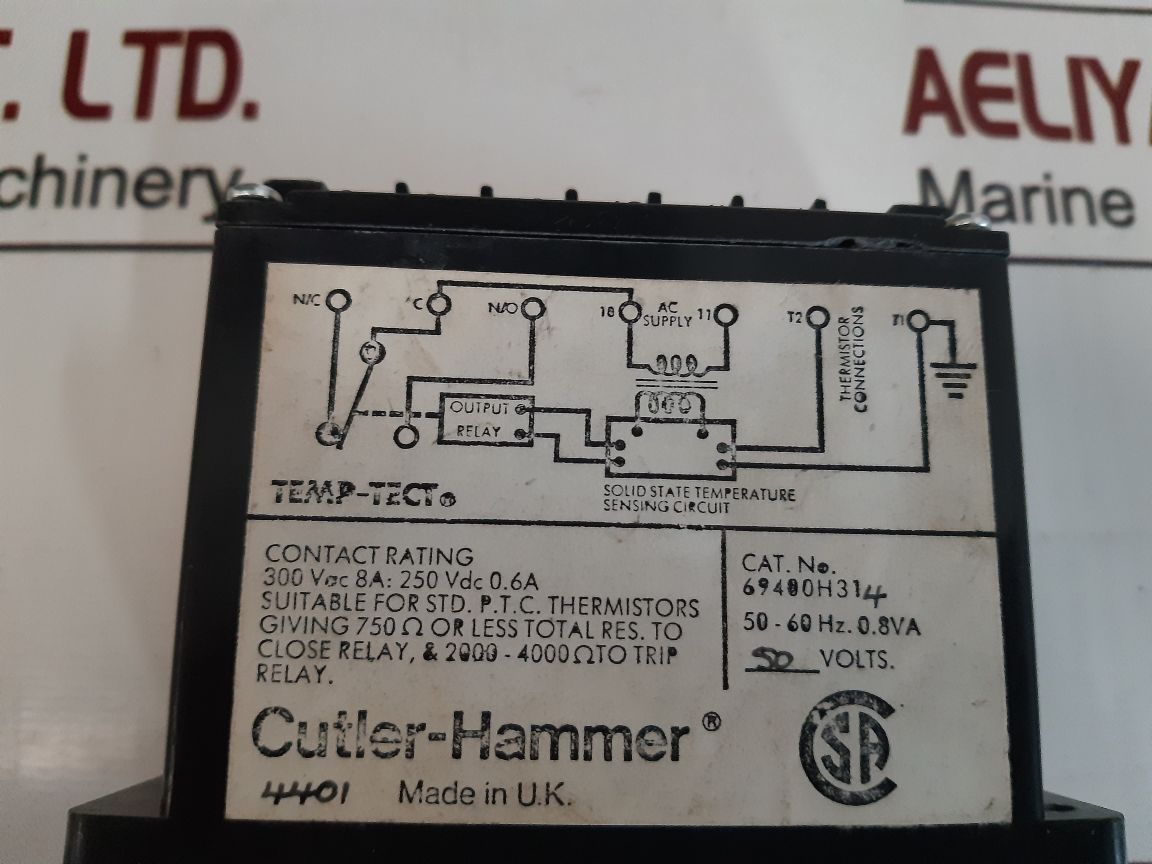 . LTD.
AELIY
chinery
Marine
N/C C N/O 18 AC SUPPLY 11 T2 THERMISTOR CONNECTIONS T1
OUTPUT
RELAY
TEMP-TECT®
SOLID STATE TEMPERATURE
SENSING CIRCUIT
CONTACT RATING
300 Vac 8A: 250 Vdc 0.6A
SUITABLE FOR STD. P.T.C. THERMISTORS
GIVING 750 Ω OR LESS TOTAL RES. TO
CLOSE RELAY, & 2000 - 4000 Ω TO TRIP
RELAY.
CAT. No.
69400H314
50 - 60 Hz. 0.8VA
50 VOLTS.
Cutler-Hammer®
CSA
4401 Made in U.K.